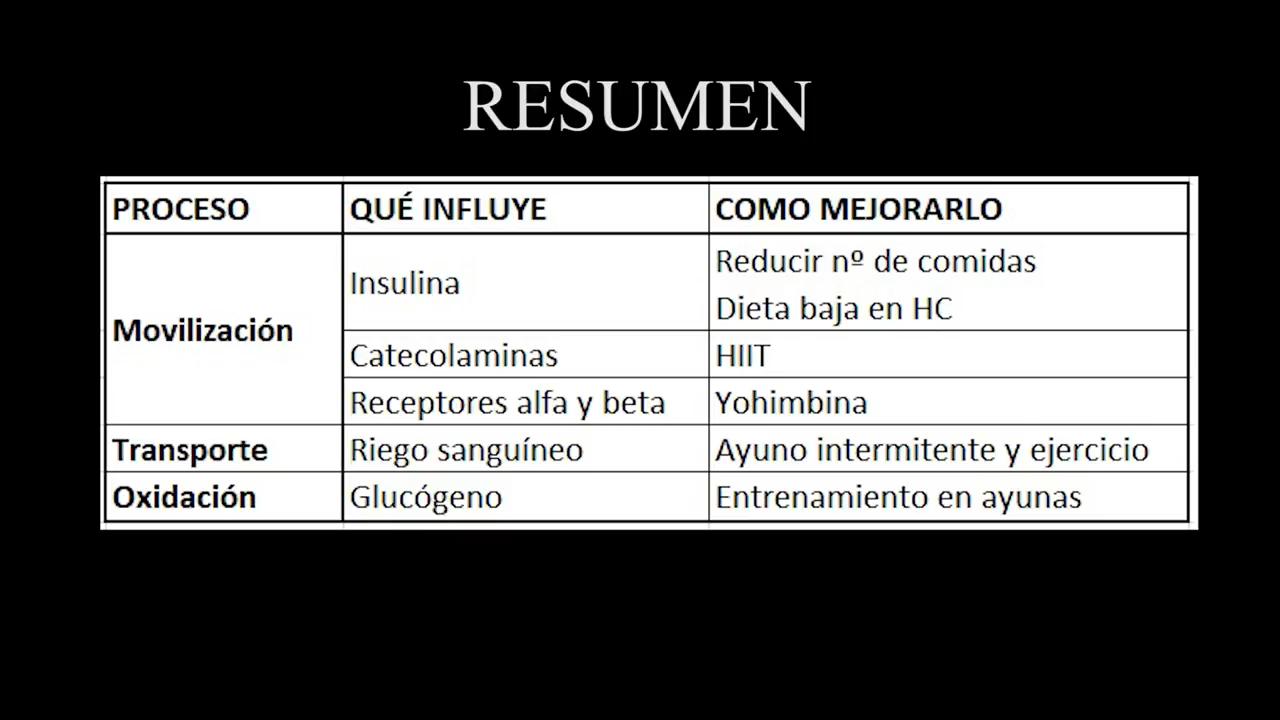 RESUMEN
PROCESO QUÉ INFLUYE COMO MEJORARLO
Movilización
Insulina
Reducir nº de comidas
Dieta baja en HC
Catecolaminas HIIT
Receptores alfa y beta Yohimbina
Transporte Riego sanguíneo Ayuno intermitente y ejercicio
Oxidación Glucógeno Entrenamiento en ayunas